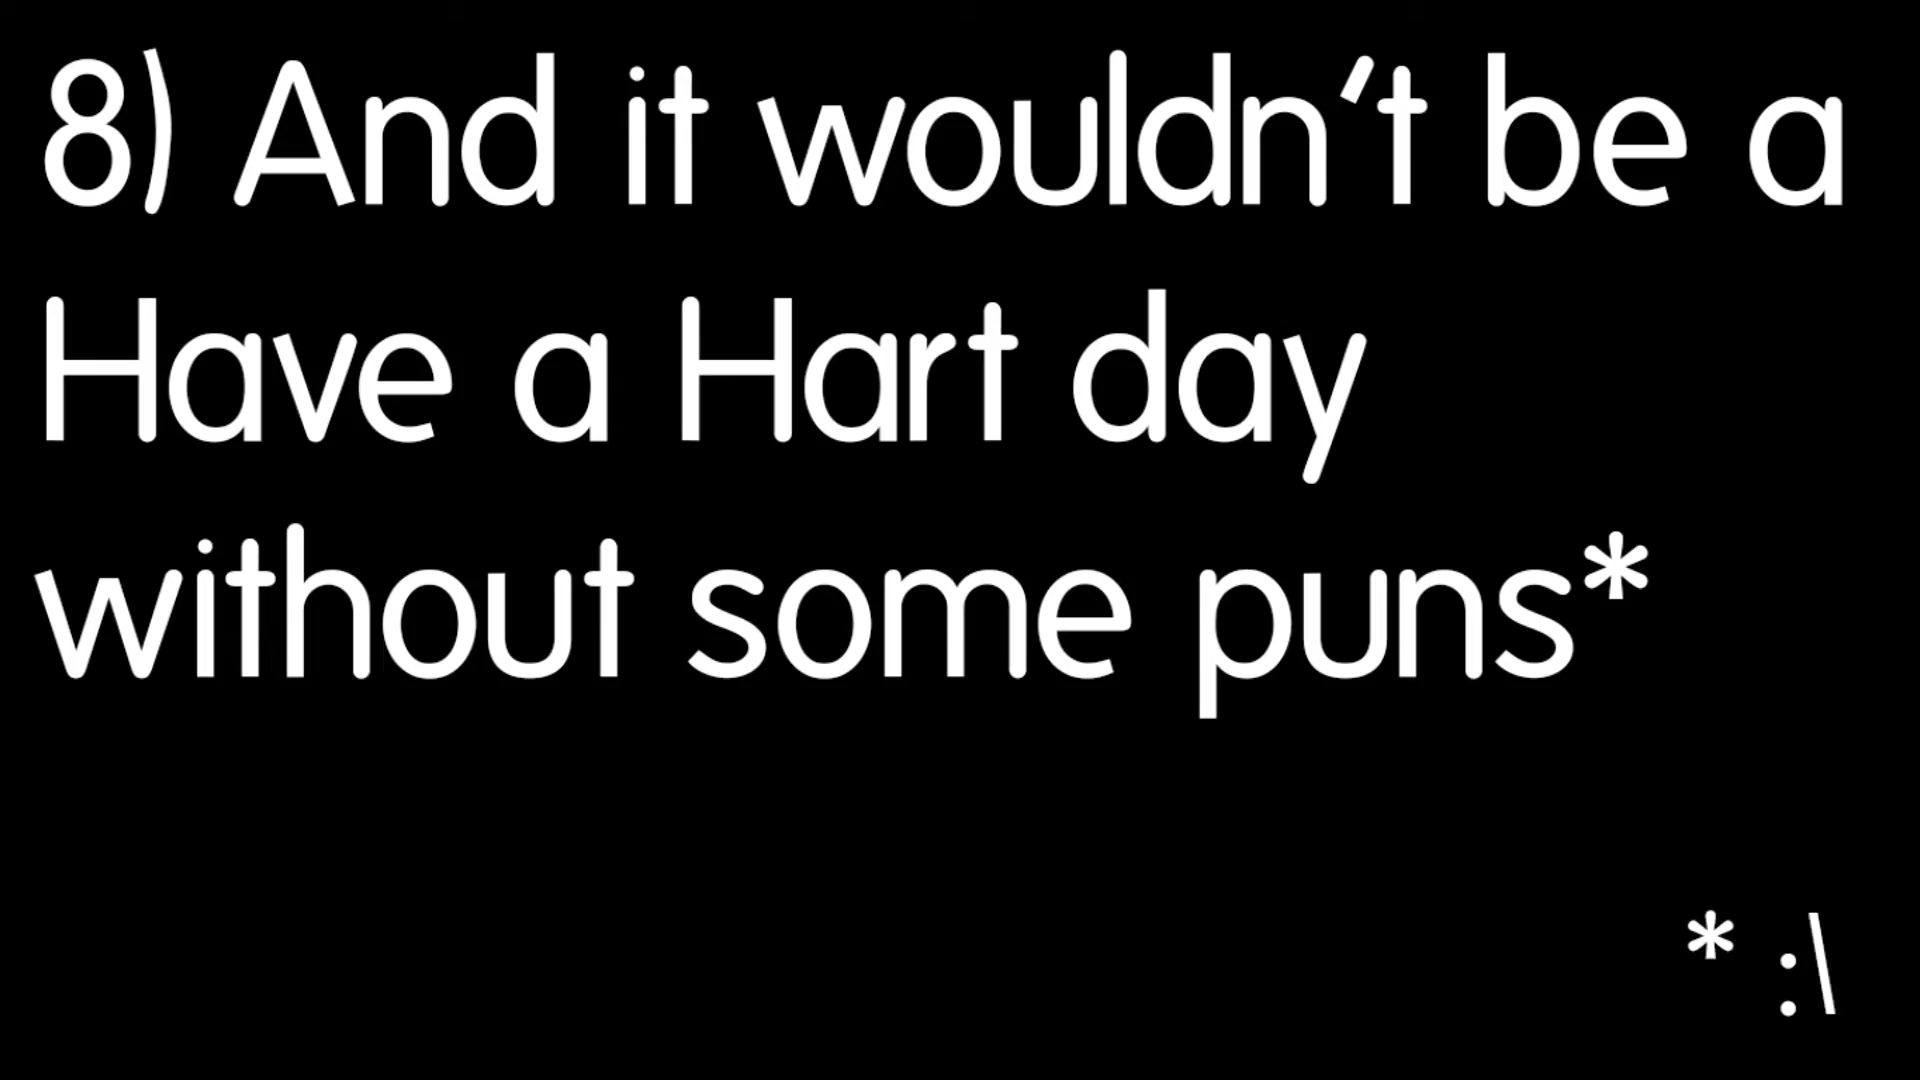 8) And it wouldn't be a
Have a Hart day
without some puns*
* :\